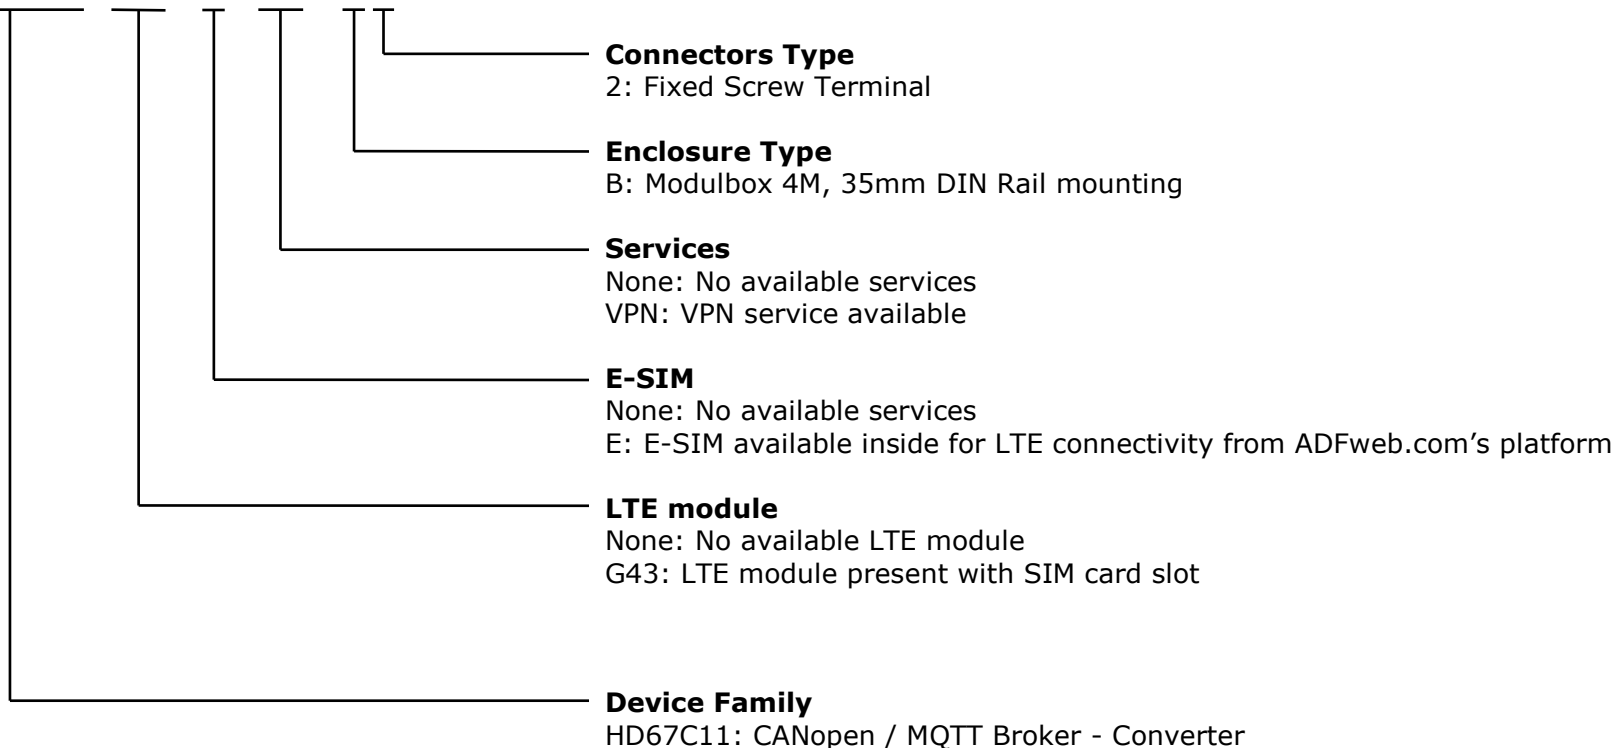 Connectors Type
2: Fixed Screw Terminal
Enclosure Type
B: Modulbox 4M, 35mm DIN Rail mounting
Services
None: No available services
VPN: VPN service available
E-SIM
None: No available services
E: E-SIM available inside for LTE connectivity from ADFweb.com’s platform
LTE module
None: No available LTE module
G43: LTE module present with SIM card slot
Device Family
HD67C11: CANopen / MQTT Broker - Converter